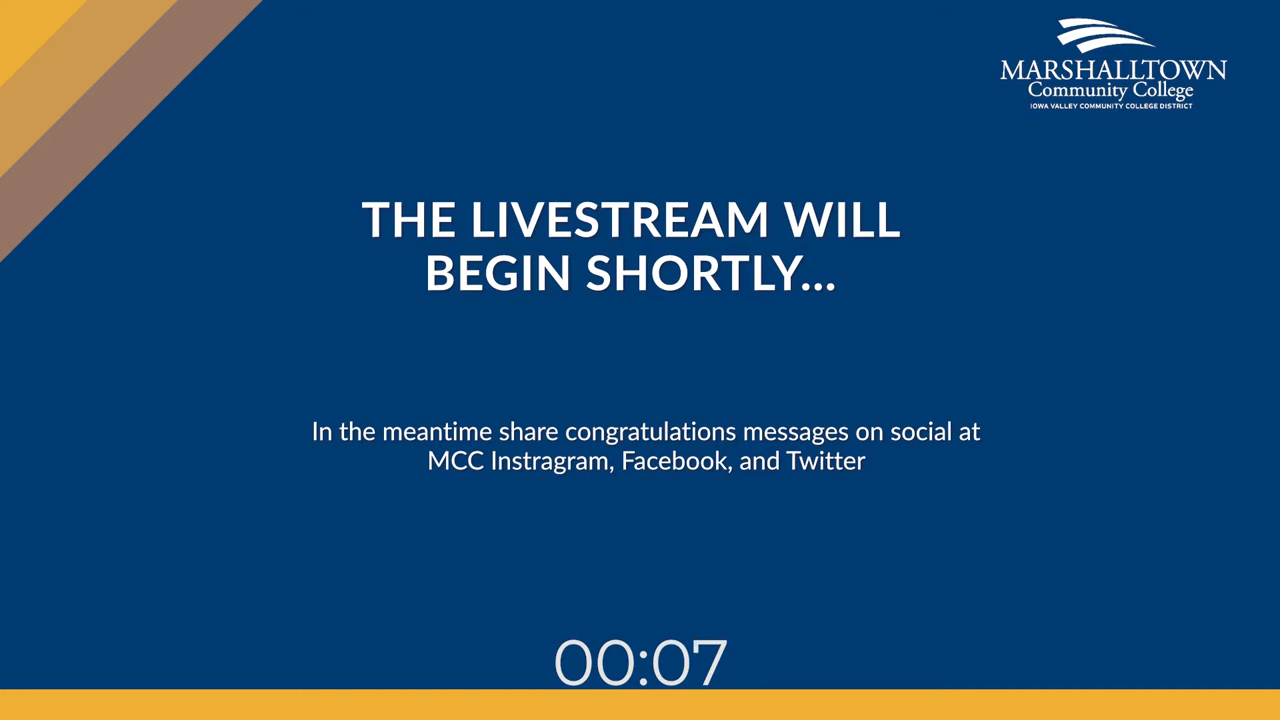 MARSHALLTOWN
Community College
IOWA VALLEY COMMUNITY COLLEGE DISTRICT
THE LIVESTREAM WILL
BEGIN SHORTLY...
In the meantime share congratulations messages on social at
MCC Instragram, Facebook, and Twitter
00:07